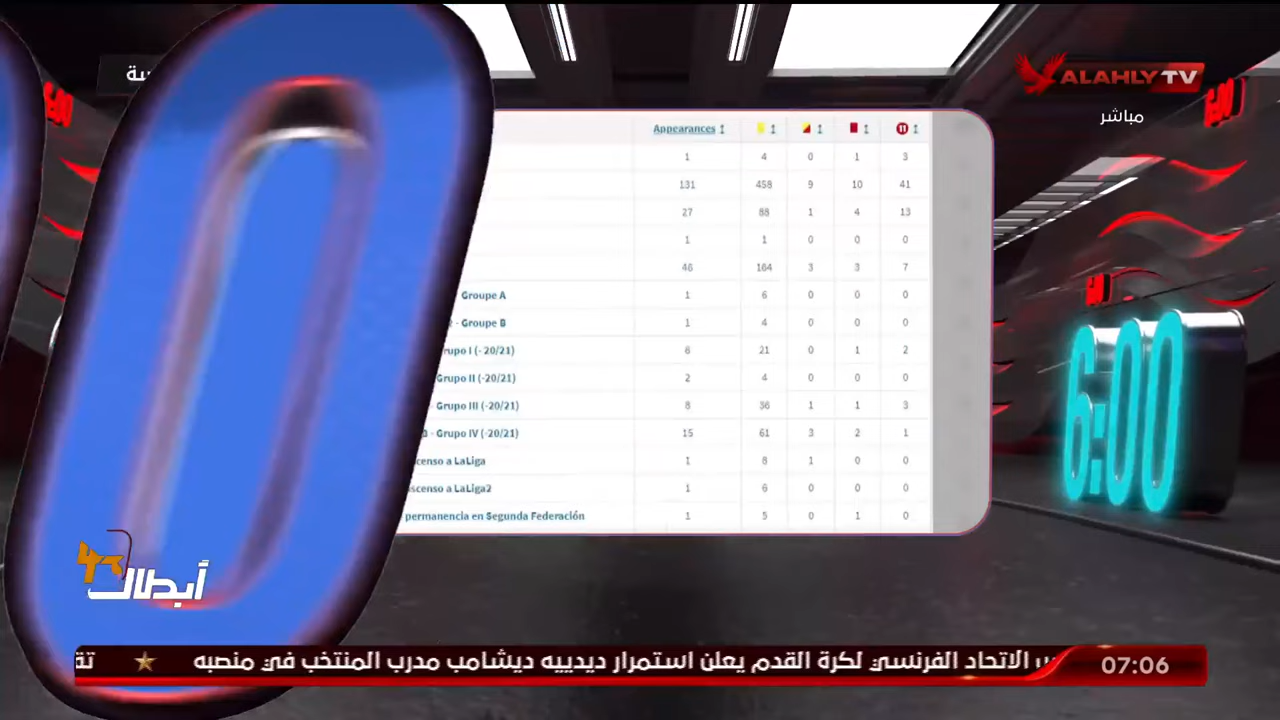 ALAHLY TV
مباشر
6:00
6:00
Appearances
1 4 0 1 3
131 458 9 10 41
27 88 1 4 13
1 1 0 0 0
46 164 3 3 7
Groupe A 1 6 0 0 0
- Groupe B 1 4 0 0 0
Grupo I (- 20/21) 6 21 0 1 2
Grupo II (-20/21) 2 4 0 0 0
- Grupo III (-20/21) 8 36 1 1 3
- Grupo IV (-20/21) 15 61 3 2 1
censo a LaLiga 1 8 1 0 0
ascenso a LaLiga2 1 6 0 0 0
permanencia en Segunda Federación 1 5 0 1 0
6:00
أبطال
الاتحاد الفرنسي لكرة القدم يعلن استمرار ديدييه ديشامب مدرب المنتخب في منصبه
07:06